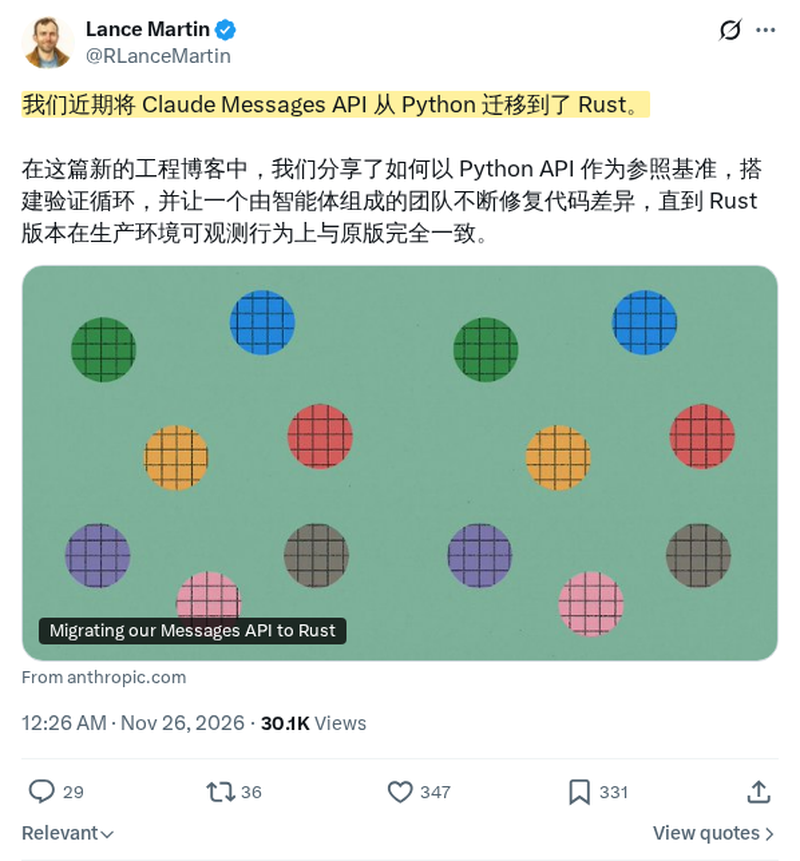 Lance Martin
@RLanceMartin
我们近期将 Claude Messages API 从 Python 迁移到了 Rust。
在这篇新的工程博客中，我们分享了如何以 Python API 作为参照基准，搭
建验证循环，并让一个由智能体组成的团队不断修复代码差异，直到 Rust
版本在生产环境可观测行为上与原版完全一致。
Migrating our Messages API to Rust
From anthropic.com
12:26 AM · Nov 26, 2026 · 30.1K Views
29 36 347 331
Relevant View quotes